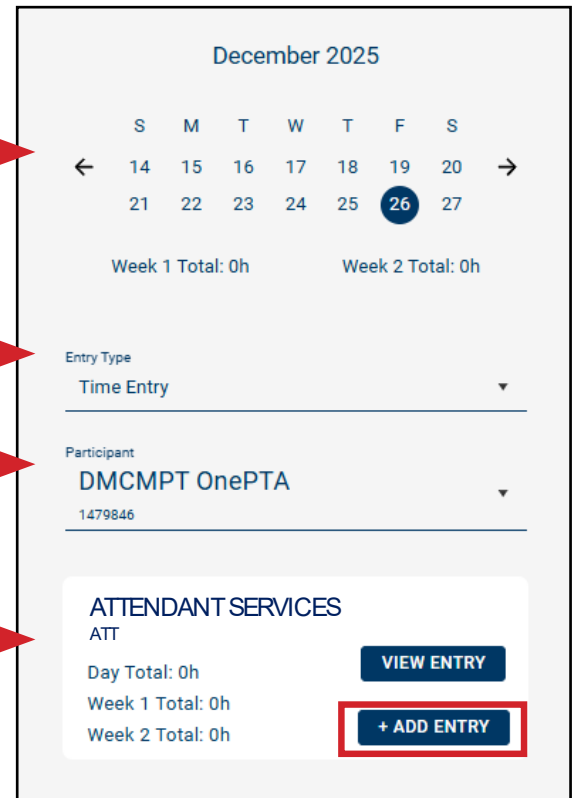 December 2025
S M T W T F S
← 14 15 16 17 18 19 20 →
21 22 23 24 25 26 27
Week 1 Total: 0h Week 2 Total: 0h
Entry Type
Time Entry
Participant
DMCMPT OnePTA
1479846
ATTENDANT SERVICES
ATT
Day Total: 0h
VIEW ENTRY
Week 1 Total: 0h
Week 2 Total: 0h
+ ADD ENTRY